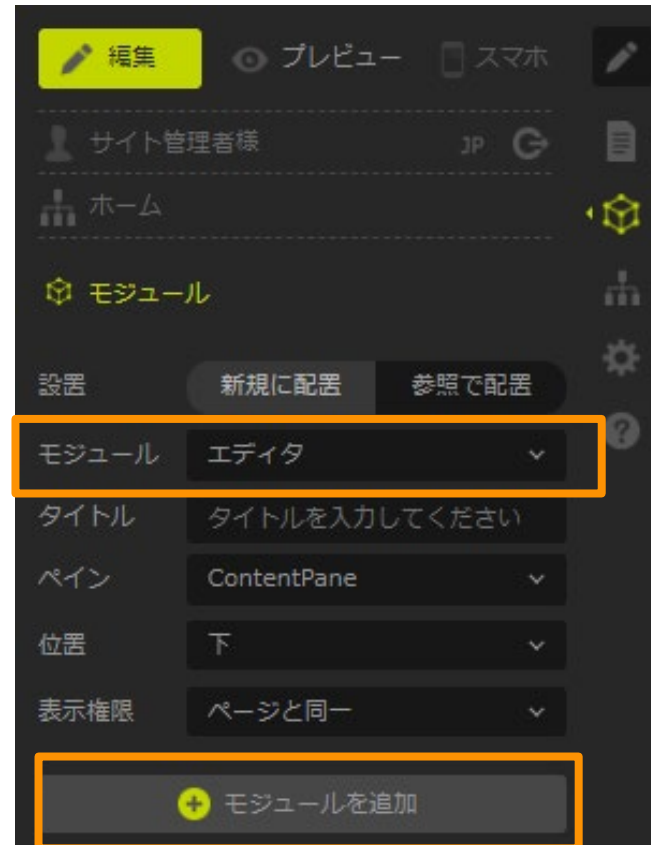 編集 プレビュー スマホ
サイト管理者様 JP
ホーム
モジュール
設置 新規に配置 参照で配置
モジュール エディタ
タイトル タイトルを入力してください
ペイン ContentPane
位置 下
表示権限 ページと同一
モジュールを追加